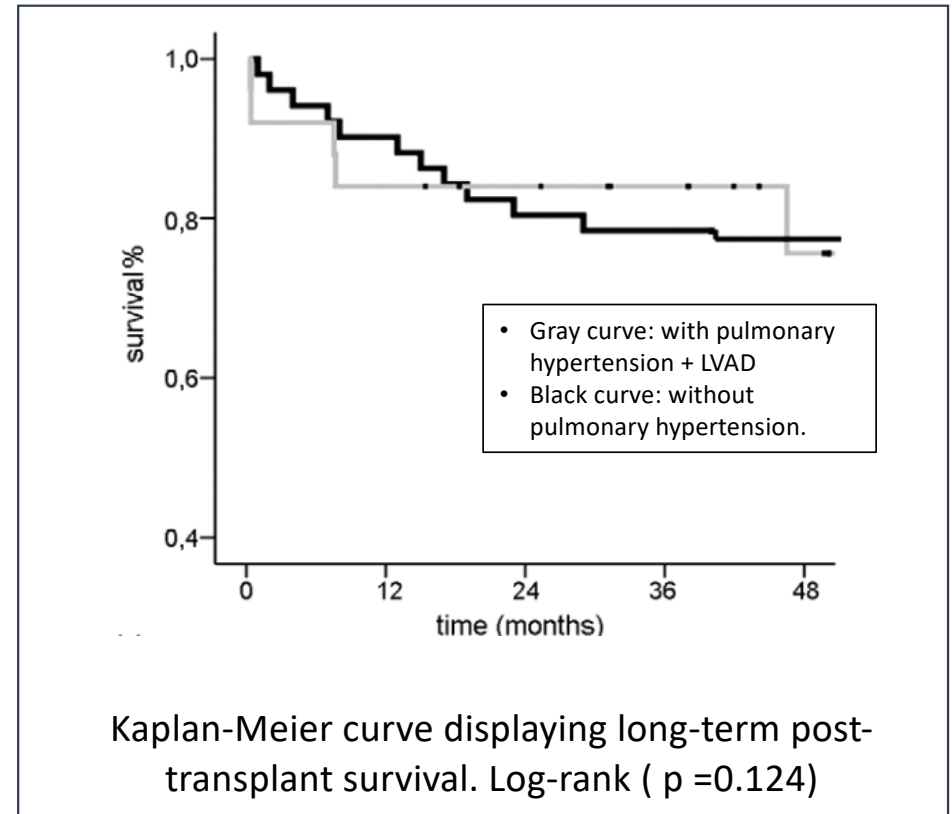 1,0
0,8
0,6
0,4
survival%
• Gray curve: with pulmonary
hypertension + LVAD
• Black curve: without
pulmonary hypertension.
0 12 24 36 48
time (months)
Kaplan-Meier curve displaying long-term post-
transplant survival. Log-rank ( p =0.124)